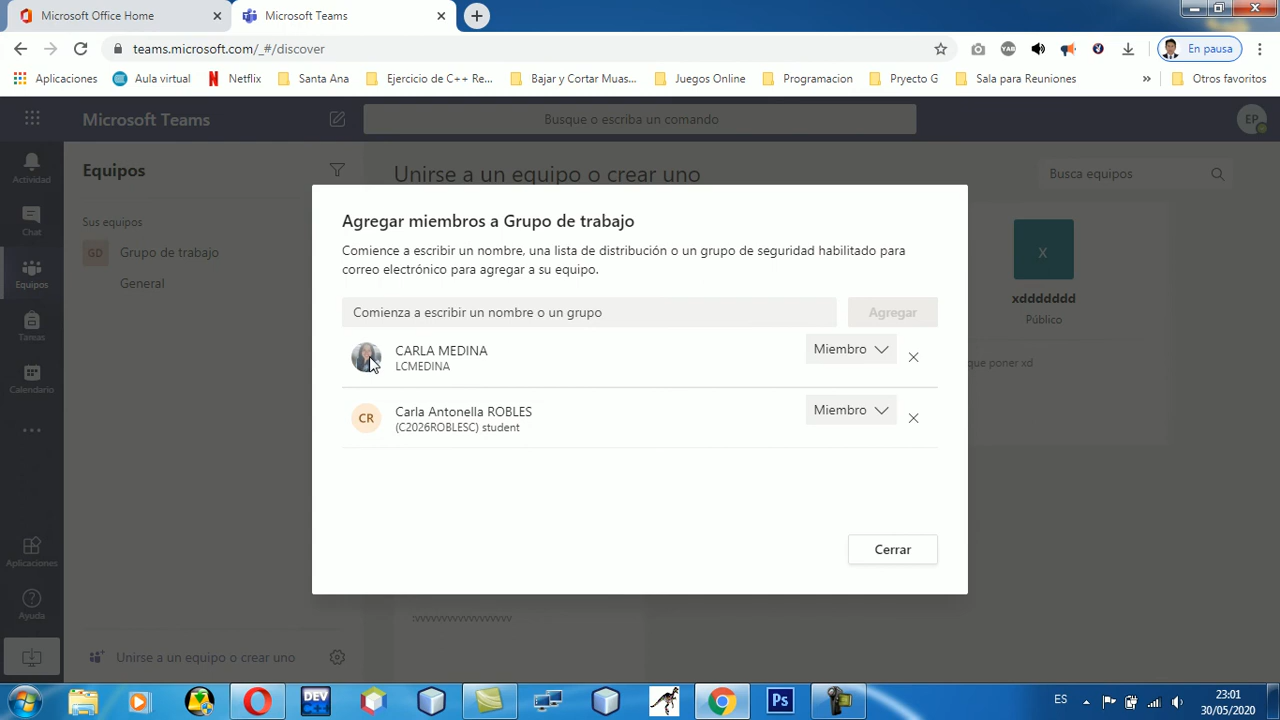 Microsoft Office Home
Microsoft Teams
teams.microsoft.com/_#/discover
YAB
En pausa
Aplicaciones
Aula virtual
Netflix
Santa Ana
Ejercicio de C++ Re...
Bajar y Cortar Muas...
Juegos Online
Programacion
Pryecto G
Sala para Reuniones
»
Otros favoritos
Microsoft Teams
Busque o escriba un comando
EP
Actividad
Chat
Equipos
Tareas
Calendario
Aplicaciones
Ayuda
Equipos
Sus equipos
GD
Grupo de trabajo
General
Unirse a un equipo o crear uno
Unirse a un equipo o crear uno
Busca equipos
X
xddddddd
Público
que poner xd
:vvvvvvvvvvvvvvvv
Agregar miembros a Grupo de trabajo
Comience a escribir un nombre, una lista de distribución o un grupo de seguridad habilitado para
correo electrónico para agregar a su equipo.
Comienza a escribir un nombre o un grupo
Agregar
CARLA MEDINA
LCMEDINA
Miembro
CR
Carla Antonella ROBLES
(C2026ROBLESC) student
Miembro
Cerrar
DEV
C++
Ps
ES
23:01
30/05/2020